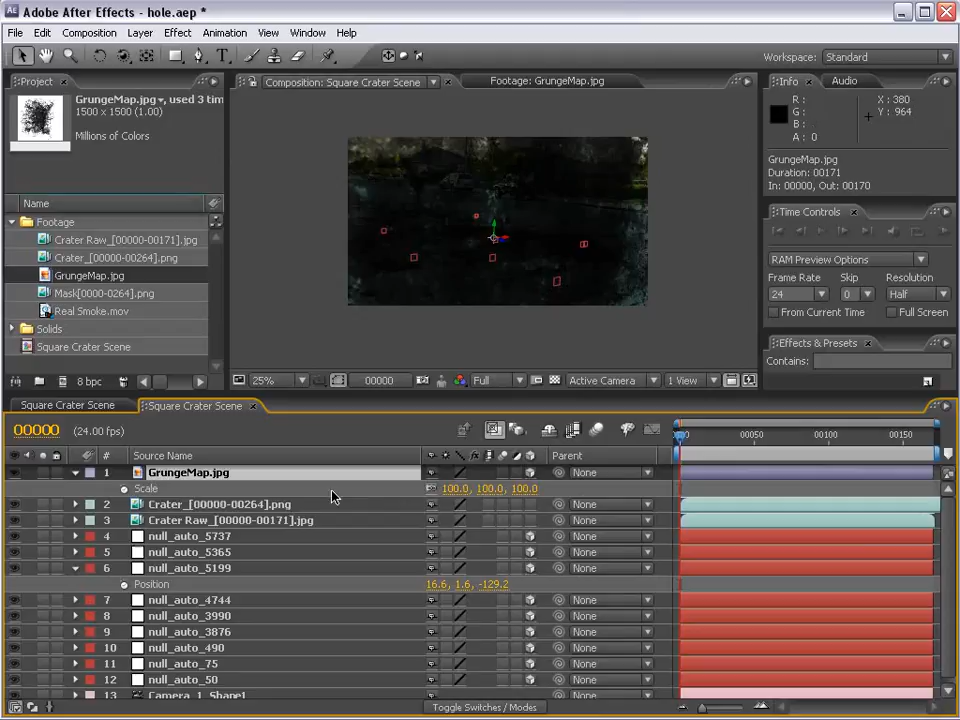 Adobe After Effects - hole.aep *
File Edit Composition Layer Effect Animation View Window Help
Workspace: Standard
Project
Composition: Square Crater Scene
Footage: GrungeMap.jpg
Info Audio
GrungeMap.jpg , used 3 tim
1500 x 1500 (1.00)
Millions of Colors
R :
G :
B :
A : 0
X : 380
Y : 964
GrungeMap.jpg
Duration: 00171
In: 00000, Out: 00170
Name
Footage
Crater Raw_[00000-00171].jpg
Crater_[00000-00264].png
GrungeMap.jpg
Mask[0000-0264].png
Real Smoke.mov
Solids
Square Crater Scene
Time Controls
RAM Preview Options
Frame Rate Skip Resolution
24 0 Half
From Current Time Full Screen
Effects & Presets
Contains:
8 bpc
25% 00000 Full Active Camera 1 View
Square Crater Scene Square Crater Scene
00000 (24.00 fps)
# Source Name Parent
00050 00100 00150
1 GrungeMap.jpg None
Scale 100.0, 100.0, 100.0
2 Crater_[00000-00264].png None
3 Crater Raw_[00000-00171].jpg None
4 null_auto_5737 None
5 null_auto_5365 None
6 null_auto_5199 None
Position 16.6, 1.6, -129.2
7 null_auto_4744 None
8 null_auto_3990 None
9 null_auto_3876 None
10 null_auto_490 None
11 null_auto_75 None
12 null_auto_50 None
13 Camera_1_Shape1
Toggle Switches / Modes